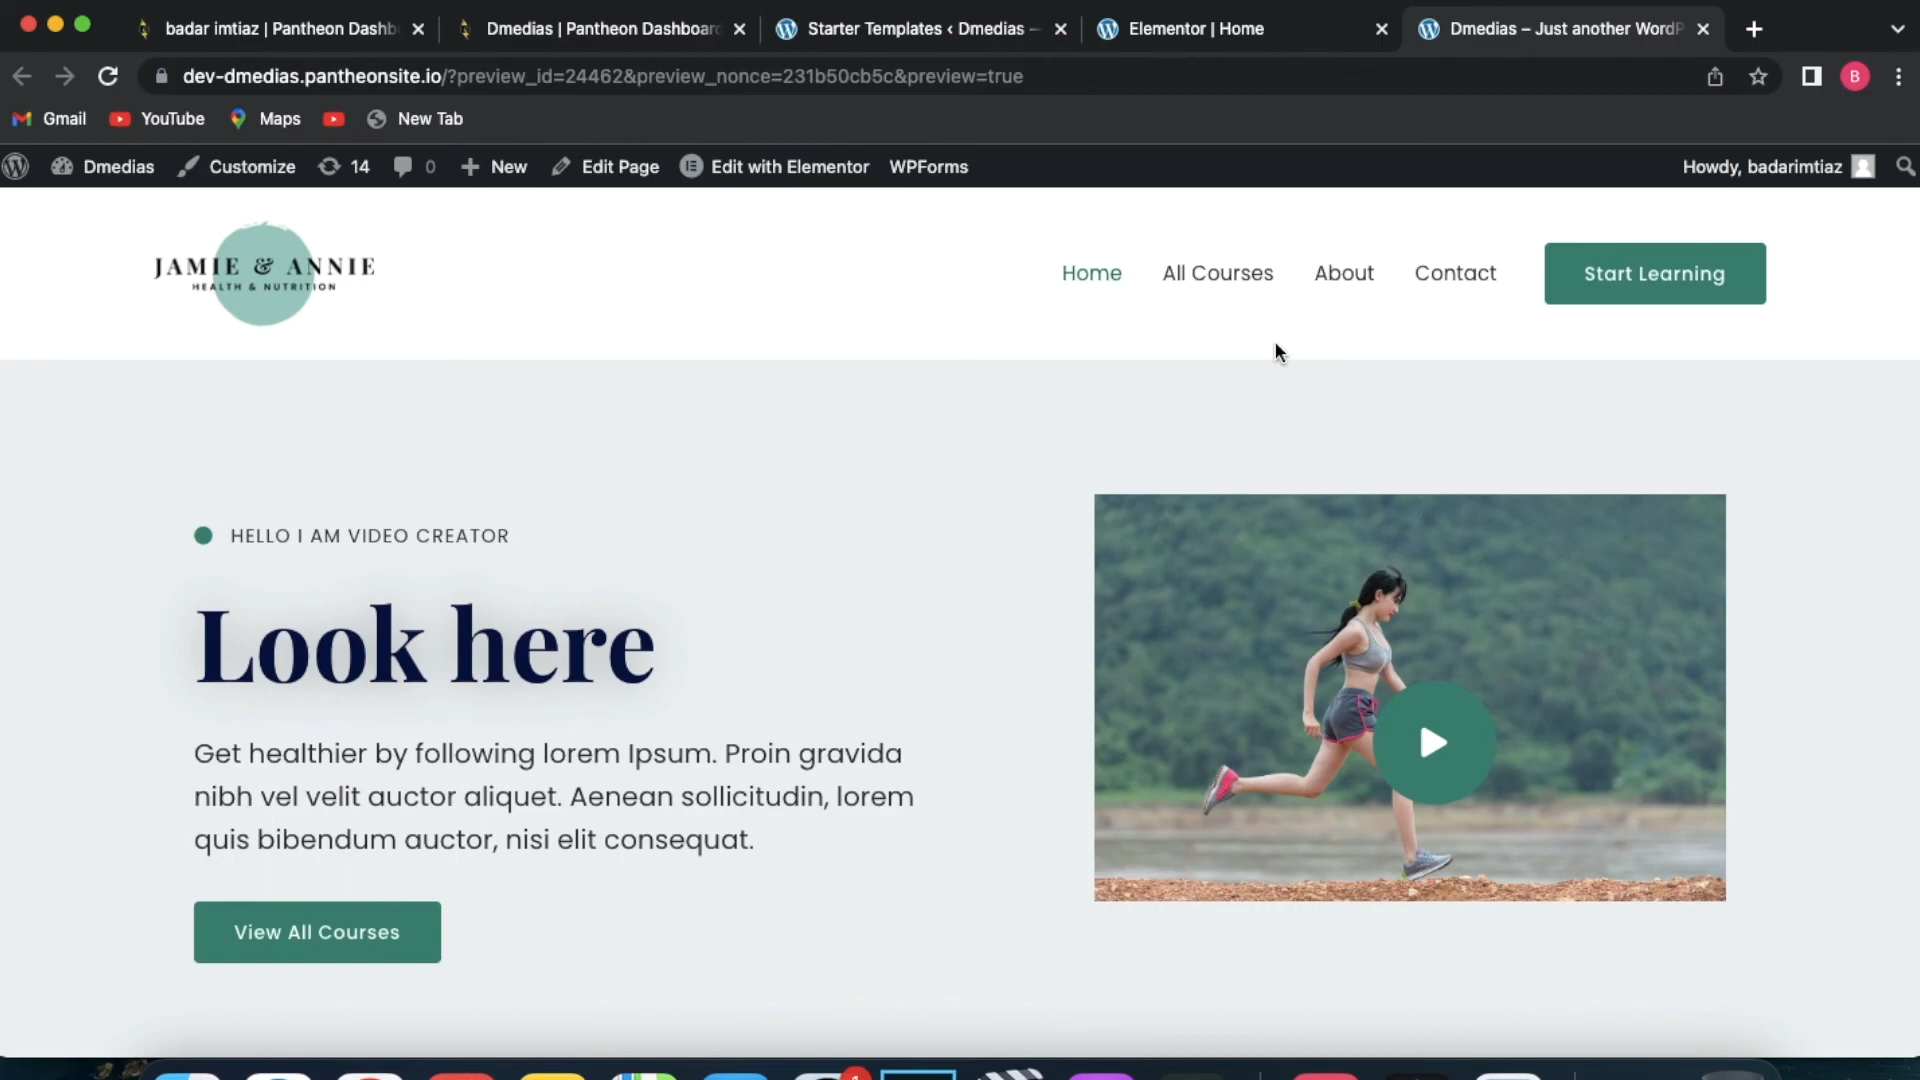 badar imtiaz | Pantheon Dashb
Dmedias | Pantheon Dashboard
Starter Templates ‹ Dmedias —
Elementor | Home
Dmedias – Just another WordP
dev-dmedias.pantheonsite.io/?preview_id=24462&preview_nonce=231b50cb5c&preview=true
B
Gmail
YouTube
Maps
New Tab
Dmedias
Customize
14
0
New
Edit Page
Edit with Elementor
WPForms
Howdy, badarimtiaz
JAMIE & ANNIE
HEALTH & NUTRITION
Home
All Courses
About
Contact
Start Learning
HELLO I AM VIDEO CREATOR
Look here
Get healthier by following lorem Ipsum. Proin gravida
nibh vel velit auctor aliquet. Aenean sollicitudin, lorem
quis bibendum auctor, nisi elit consequat.
View All Courses